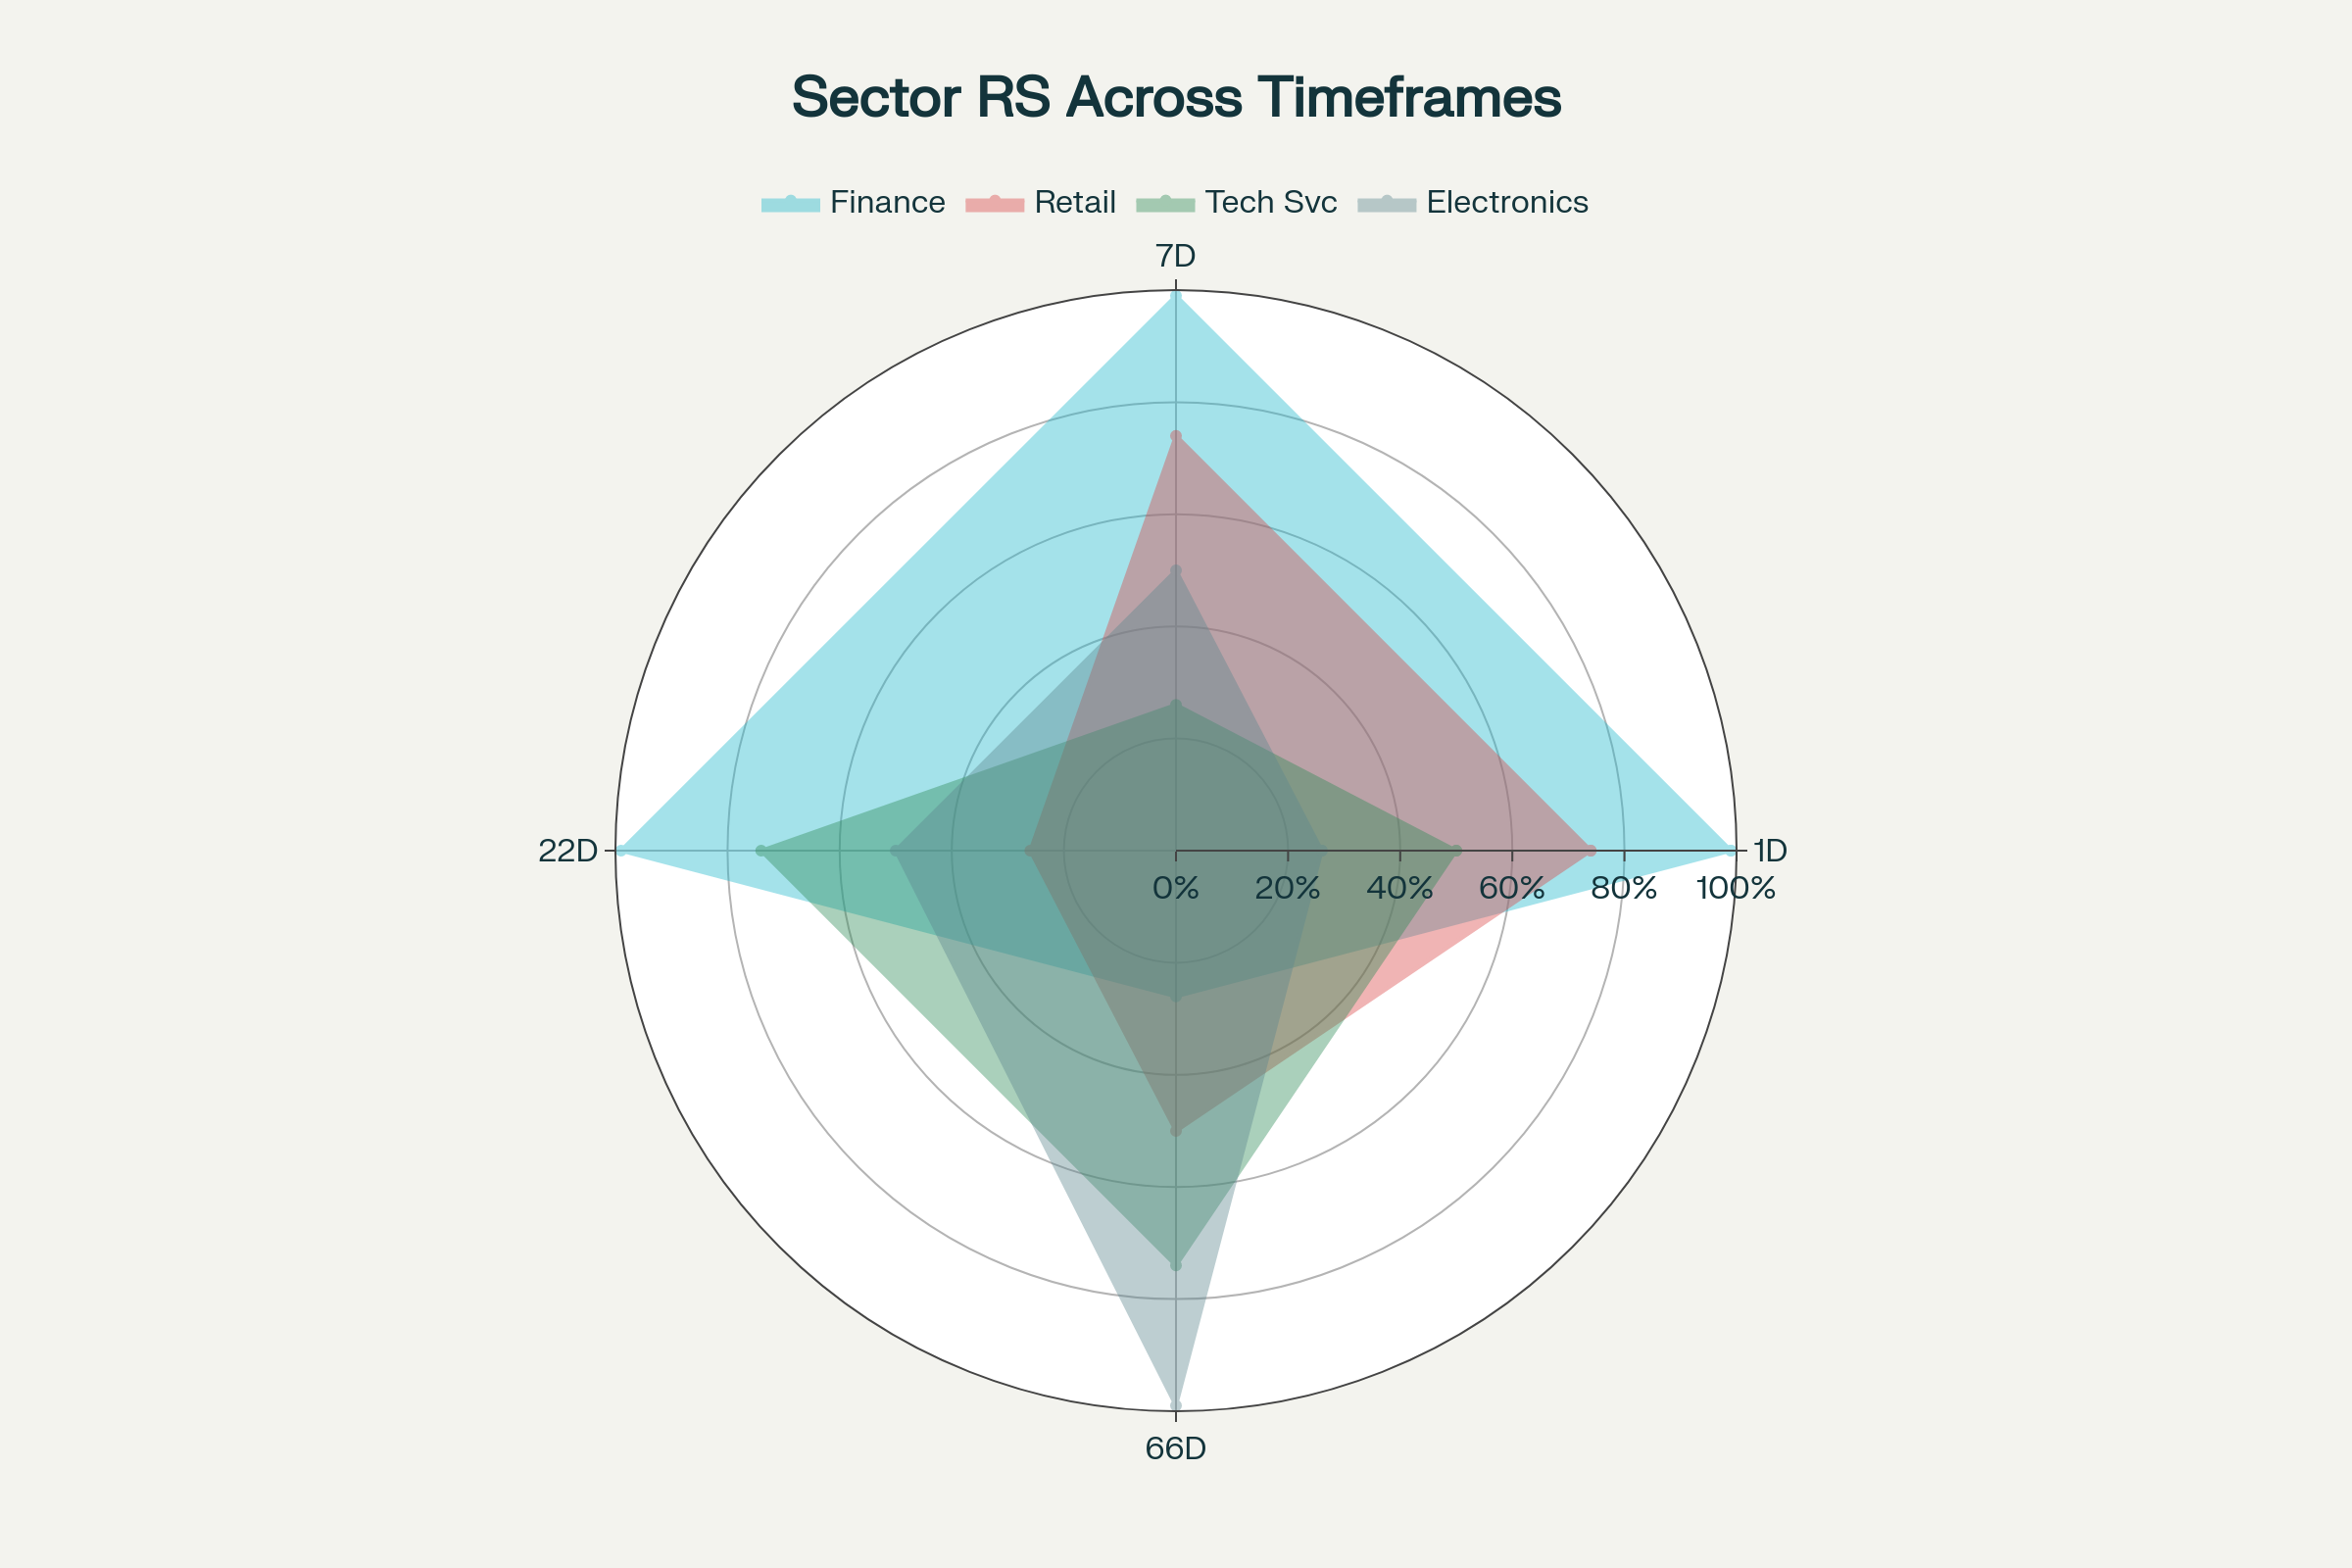 Sector RS Across Timeframes
Finance Retail Tech Svc Electronics
7D
22D 1D
0% 20% 40% 60% 80% 100%
66D